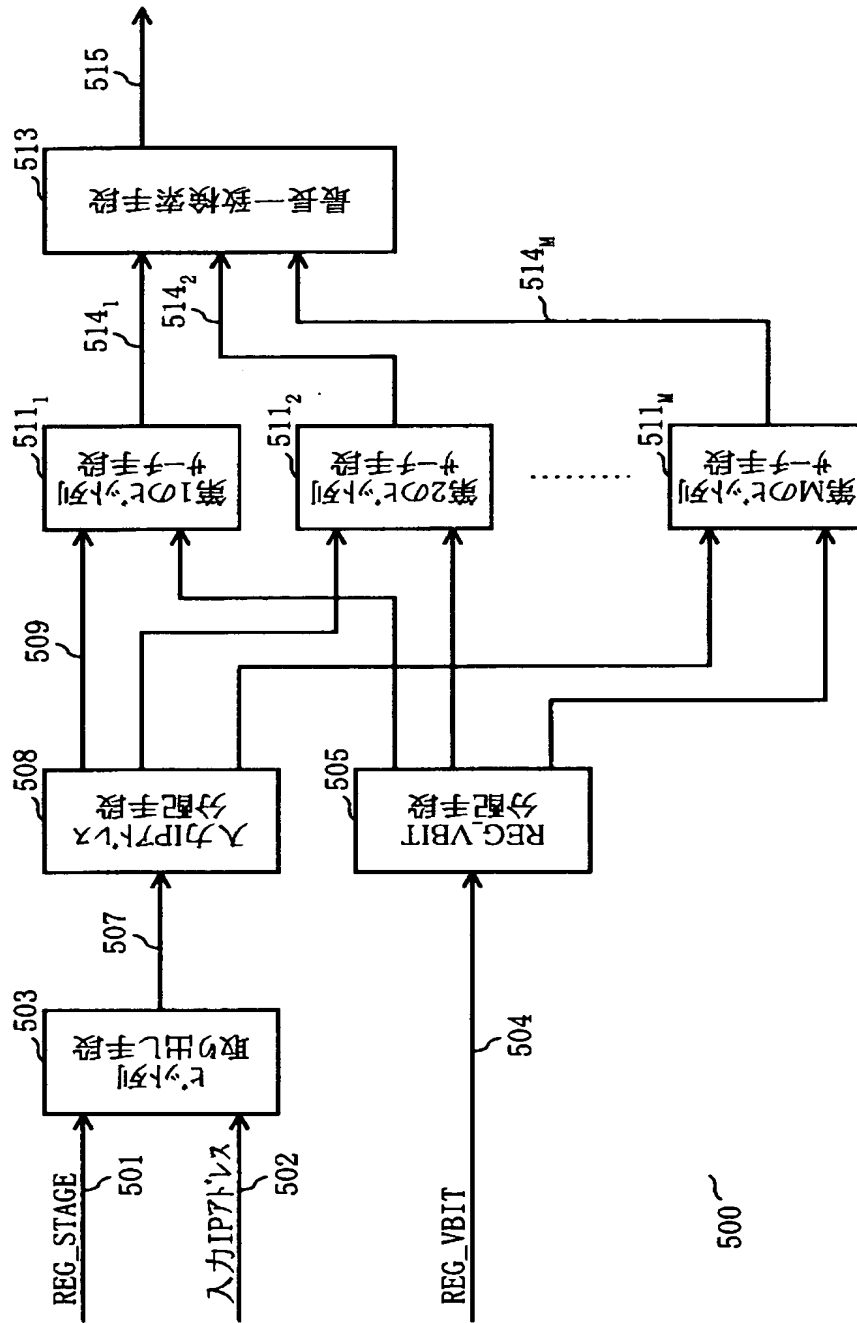 REG_STAGE
501
入力IPアドレス
502
503
ビット列
取り出し手段
507
508
入力IPアドレス
分配手段
509
REG_VBIT
504
505
REG_VBIT
分配手段
511₁
第1のビット列
サーチ手段
511₂
第2のビット列
サーチ手段
511M
第Mのビット列
サーチ手段
514₁
514₂
514M
513
最長一致検索手段
515
500